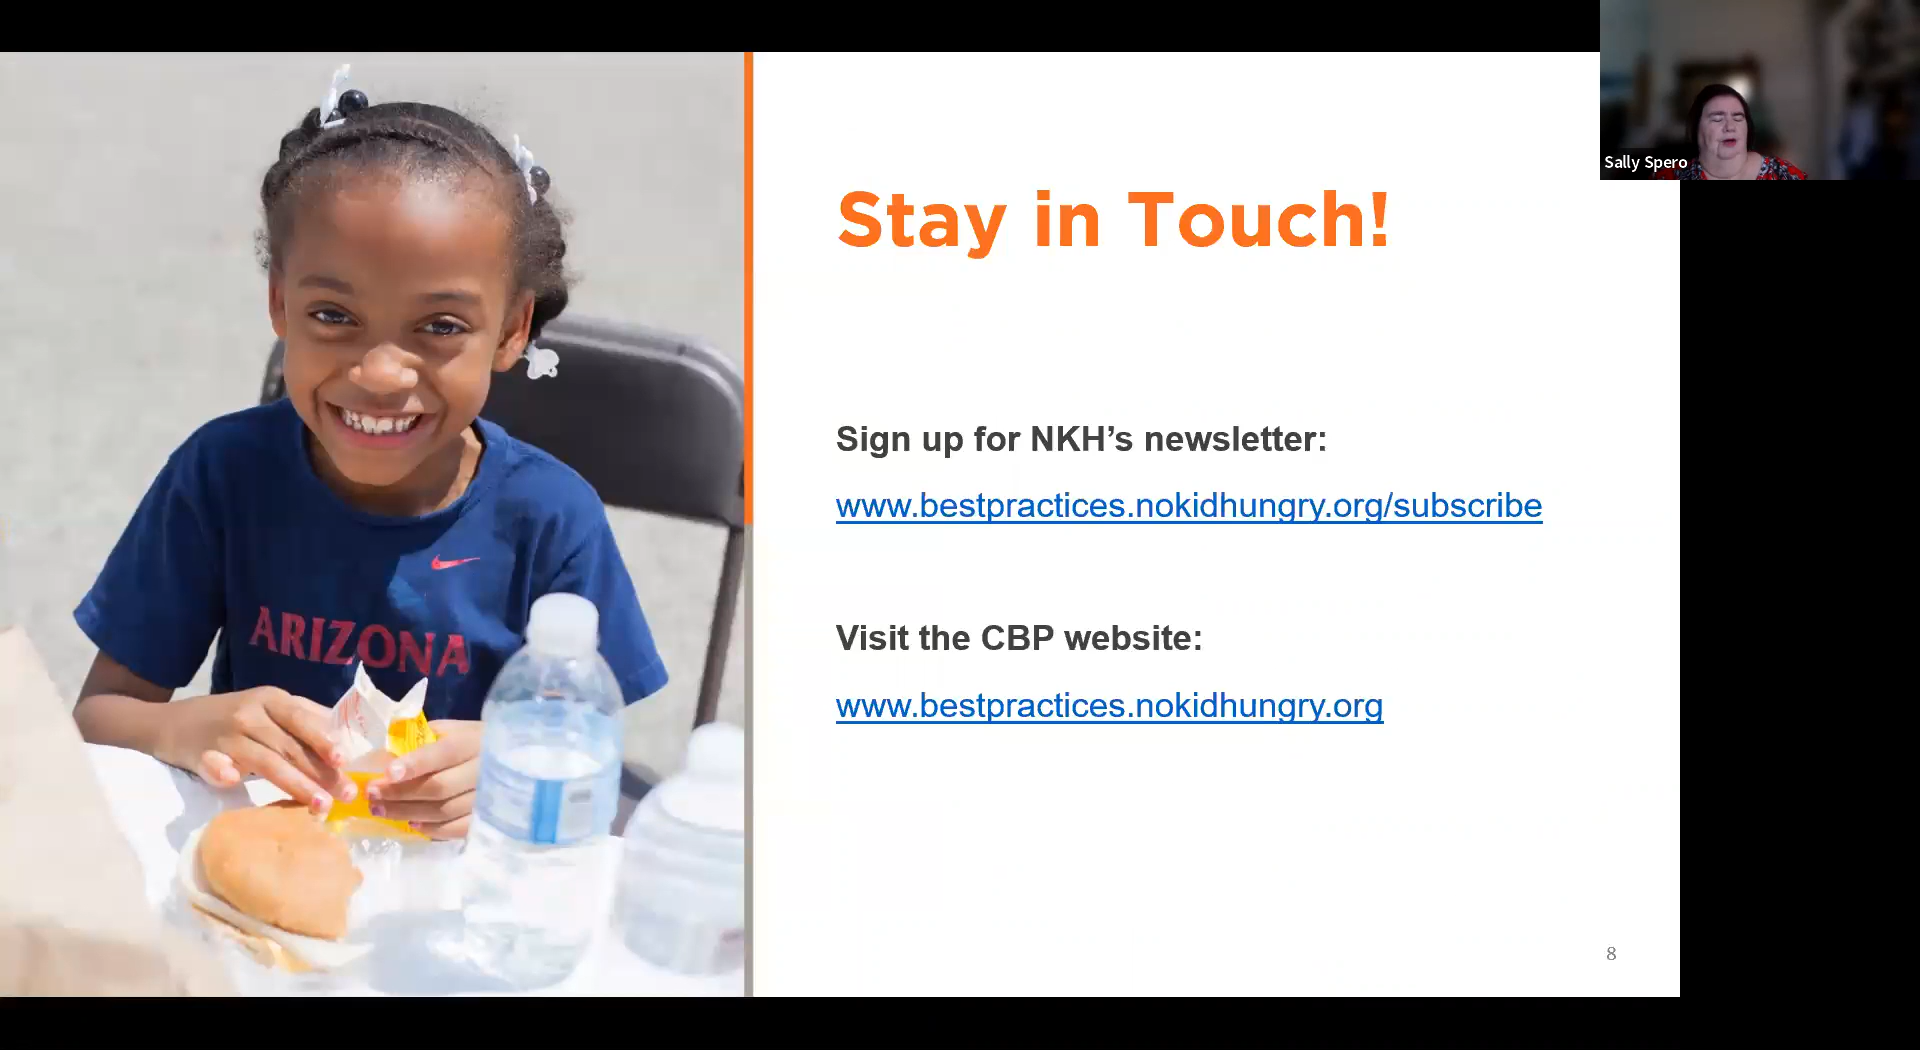 Sally Spero
Stay in Touch!
Sign up for NKH’s newsletter:
www.bestpractices.nokidhungry.org/subscribe
Visit the CBP website:
www.bestpractices.nokidhungry.org
ARIZONA
8